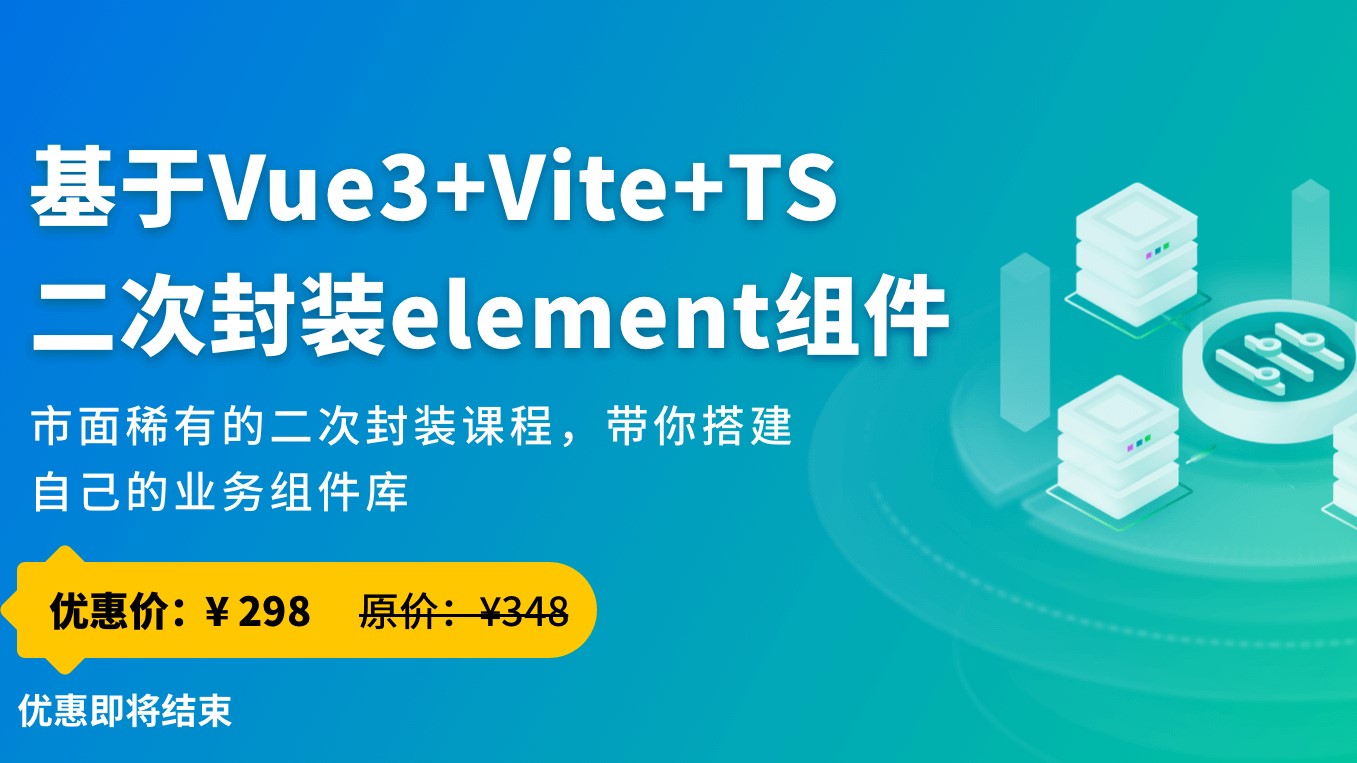 基于Vue3+Vite+TS
二次封装element组件
市面稀有的二次封装课程，带你搭建
自己的业务组件库
优惠价：¥ 298 原价：¥348
优惠即将结束